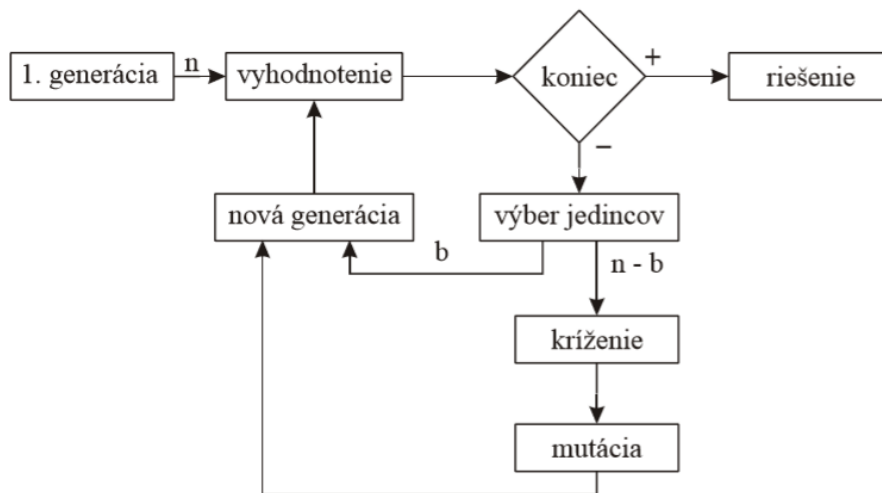 1. generácia
n
vyhodnotenie
koniec
+
riešenie
−
nová generácia
výber jedincov
b
n - b
kríženie
mutácia